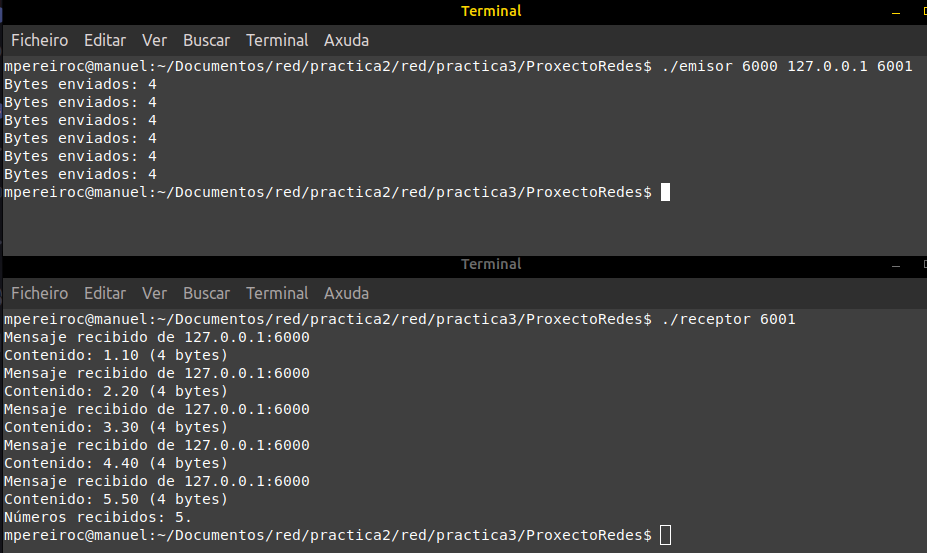 Terminal
Ficheiro Editar Ver Buscar Terminal Axuda
mpereiroc@manuel:~/Documentos/red/practica2/red/practica3/ProxectoRedes$ ./emisor 6000 127.0.0.1 6001
Bytes enviados: 4
Bytes enviados: 4
Bytes enviados: 4
Bytes enviados: 4
Bytes enviados: 4
Bytes enviados: 4
mpereiroc@manuel:~/Documentos/red/practica2/red/practica3/ProxectoRedes$
Terminal
Ficheiro Editar Ver Buscar Terminal Axuda
mpereiroc@manuel:~/Documentos/red/practica2/red/practica3/ProxectoRedes$ ./receptor 6001
Mensaje recibido de 127.0.0.1:6000
Contenido: 1.10 (4 bytes)
Mensaje recibido de 127.0.0.1:6000
Contenido: 2.20 (4 bytes)
Mensaje recibido de 127.0.0.1:6000
Contenido: 3.30 (4 bytes)
Mensaje recibido de 127.0.0.1:6000
Contenido: 4.40 (4 bytes)
Mensaje recibido de 127.0.0.1:6000
Contenido: 5.50 (4 bytes)
Números recibidos: 5.
mpereiroc@manuel:~/Documentos/red/practica2/red/practica3/ProxectoRedes$